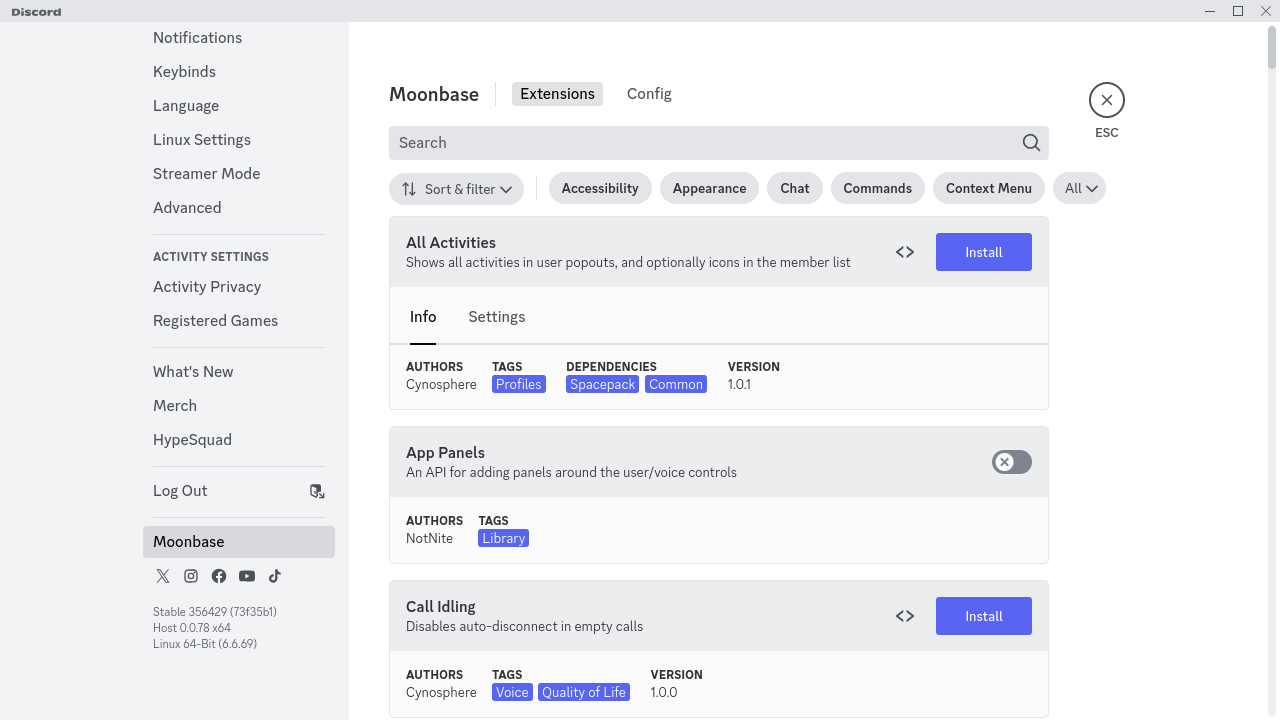 Discord
Notifications
Keybinds
Language
Linux Settings
Streamer Mode
Advanced
ACTIVITY SETTINGS
Activity Privacy
Registered Games
What's New
Merch
HypeSquad
Log Out
Moonbase
Stable 356429 (73f35b1)
Host 0.0.78 x64
Linux 64-Bit (6.6.69)
Moonbase
Extensions
Config
ESC
Search
Sort & filter
Accessibility
Appearance
Chat
Commands
Context Menu
All
All Activities
Shows all activities in user popouts, and optionally icons in the member list
Install
Info
Settings
AUTHORS
Cynosphere
TAGS
Profiles
DEPENDENCIES
Spacepack
Common
VERSION
1.0.1
App Panels
An API for adding panels around the user/voice controls
AUTHORS
NotNite
TAGS
Library
Call Idling
Disables auto-disconnect in empty calls
Install
AUTHORS
Cynosphere
TAGS
Voice
Quality of Life
VERSION
1.0.0